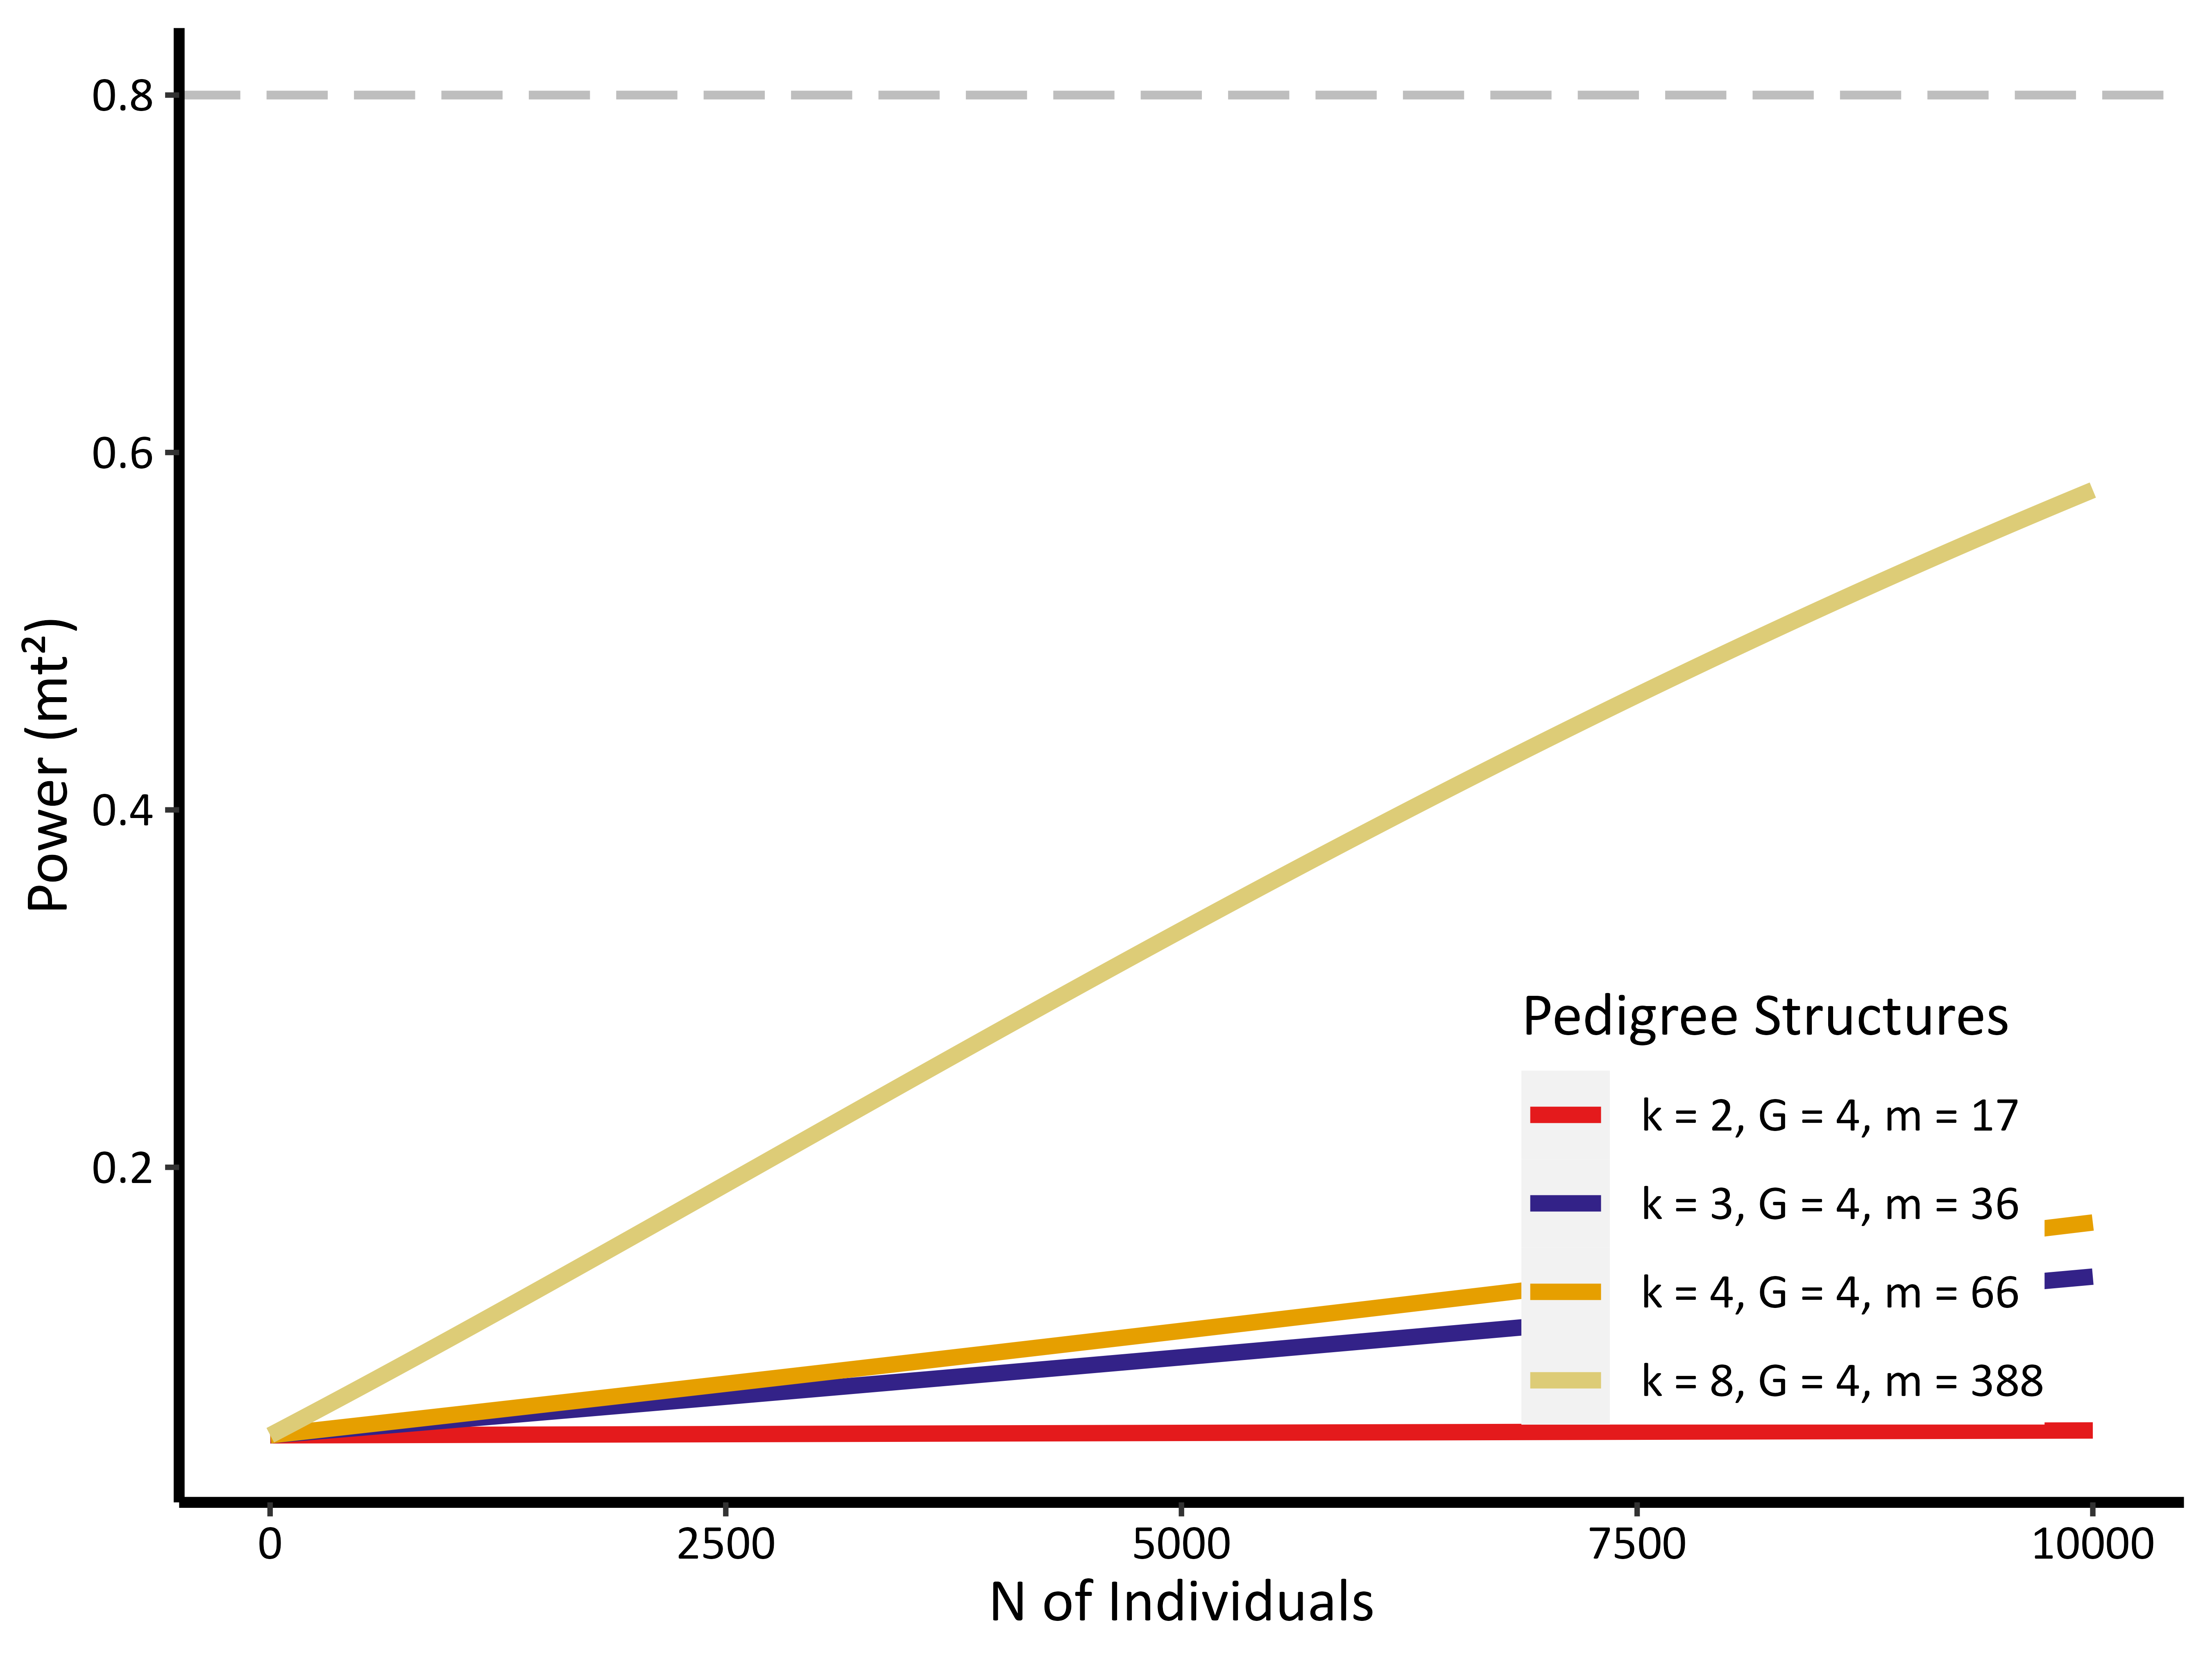 0.8
0.6
0.4
0.2
Power (mt²)
Pedigree Structures
k = 2, G = 4, m = 17
k = 3, G = 4, m = 36
k = 4, G = 4, m = 66
k = 8, G = 4, m = 388
0 2500 5000 7500 10000
N of Individuals